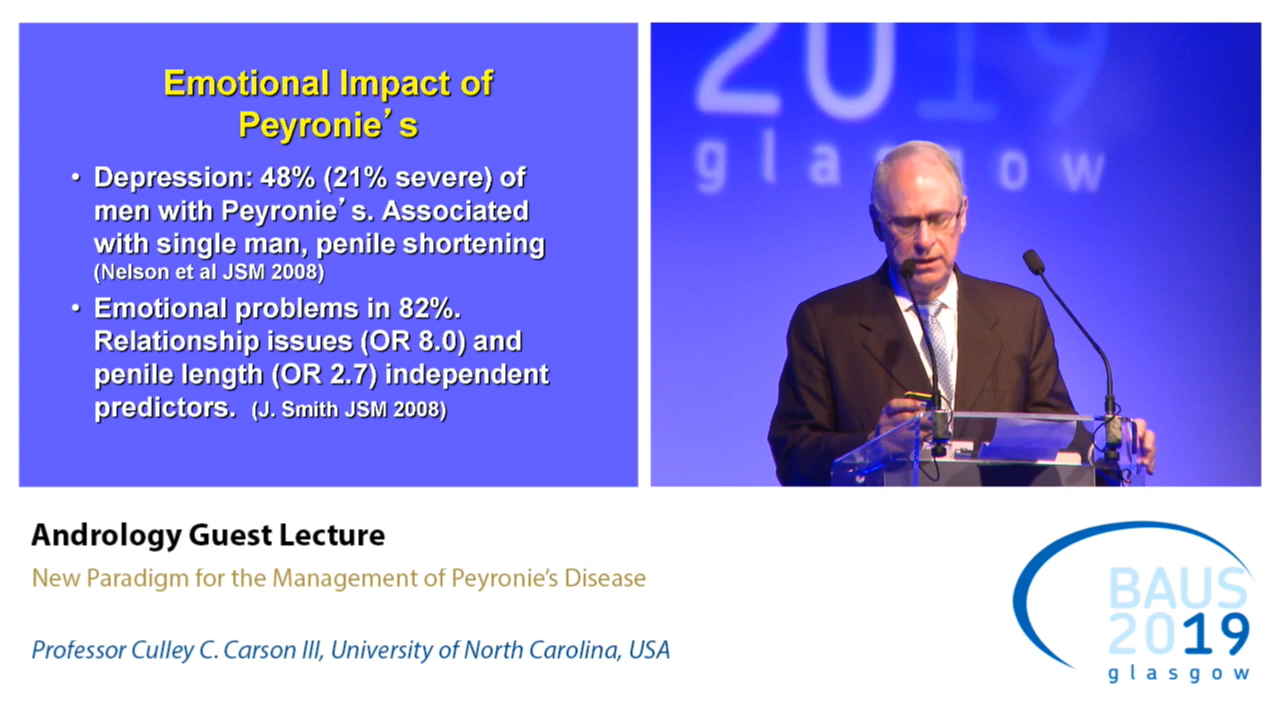 Emotional Impact of
Peyronie’s
• Depression: 48% (21% severe) of
men with Peyronie’s. Associated
with single man, penile shortening
(Nelson et al JSM 2008)
• Emotional problems in 82%.
Relationship issues (OR 8.0) and
penile length (OR 2.7) independent
predictors. (J. Smith JSM 2008)
2019
glasgow
Andrology Guest Lecture
New Paradigm for the Management of Peyronie’s Disease
Professor Culley C. Carson III, University of North Carolina, USA
BAUS
2019
glasgow